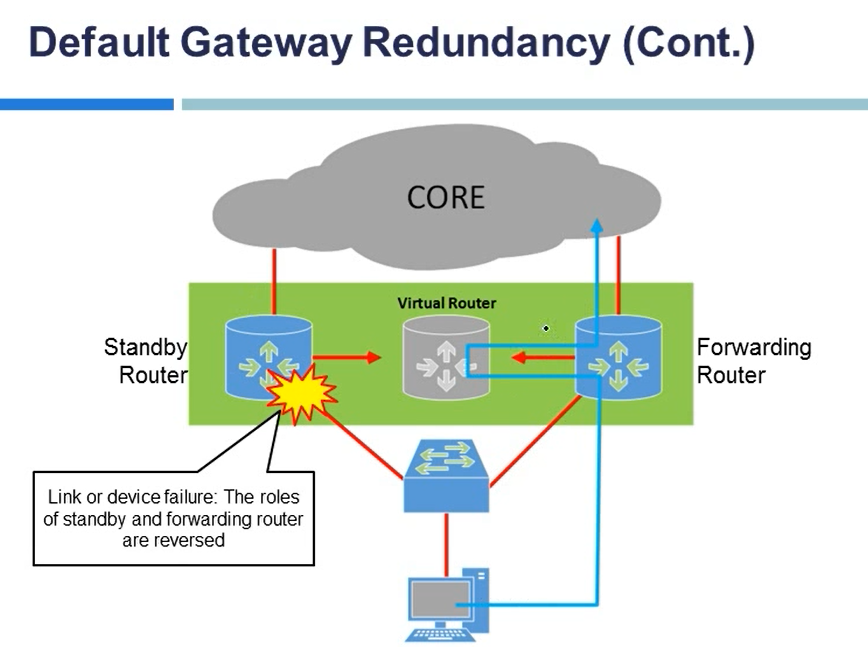 Default Gateway Redundancy (Cont.)
CORE
Virtual Router
Standby
Router
Forwarding
Router
Link or device failure: The roles
of standby and forwarding router
are reversed